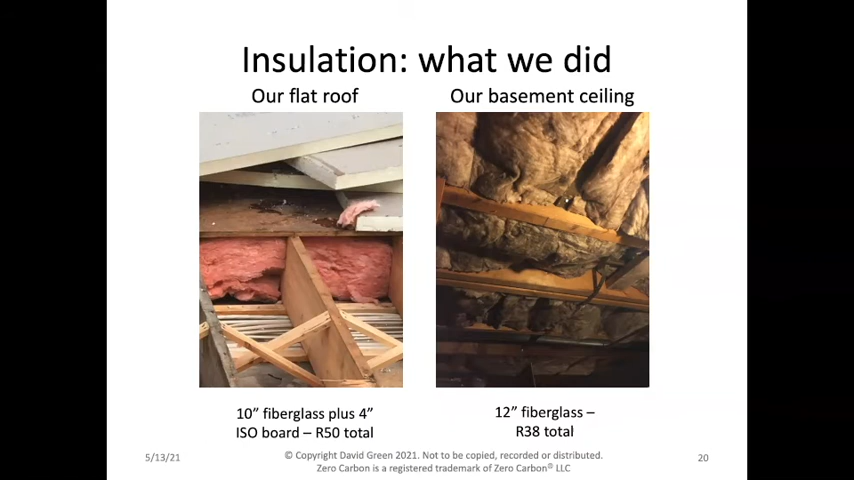 Insulation: what we did
Our flat roof
Our basement ceiling
10” fiberglass plus 4”
ISO board – R50 total
12” fiberglass –
R38 total
5/13/21
© Copyright David Green 2021. Not to be copied, recorded or distributed.
Zero Carbon is a registered trademark of Zero Carbon® LLC
20